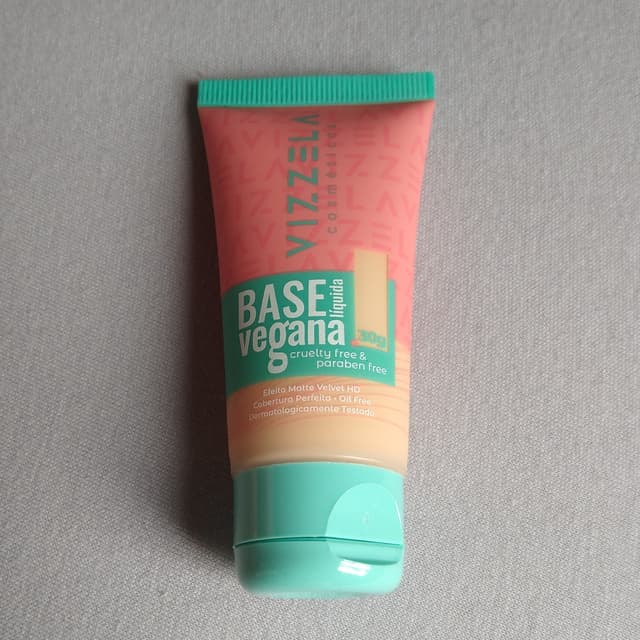 VIZZELA
cosméticos
BASE
líquida
vegana
30g
cruelty free &
paraben free
Efeito Matte Velvet HD
Cobertura Perfeita • Oil Free
Dermatologicamente Testado